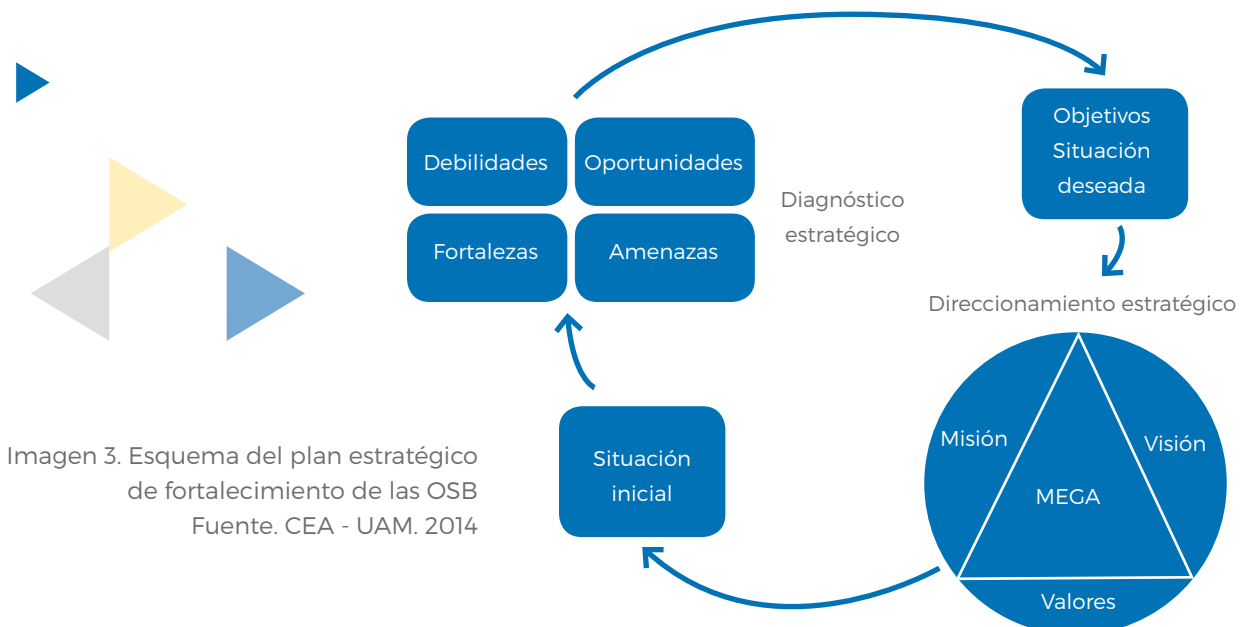 Debilidades
Oportunidades
Fortalezas
Amenazas
Diagnóstico
estratégico
Objetivos
Situación
deseada
Direccionamiento estratégico
Misión
Visión
MEGA
Valores
Situación
inicial
Imagen 3. Esquema del plan estratégico
de fortalecimiento de las OSB
Fuente. CEA - UAM. 2014